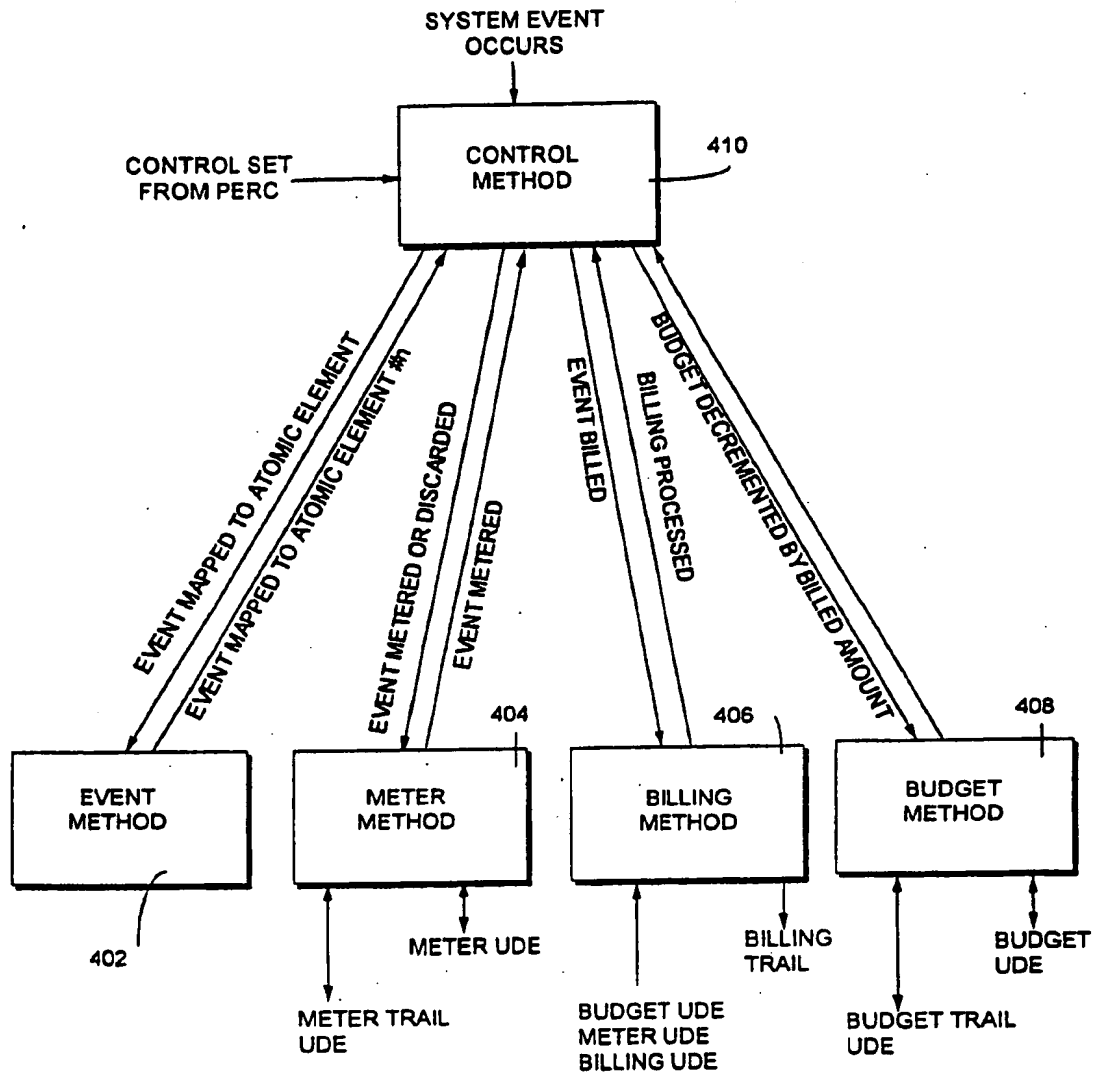 SYSTEM EVENT
OCCURS
CONTROL SET
FROM PERC
CONTROL
METHOD
410
EVENT MAPPED TO ATOMIC ELEMENT
EVENT MAPPED TO ATOMIC ELEMENT #n
EVENT METERED OR DISCARDED
EVENT METERED
EVENT BILLED
BILLING PROCESSED
BUDGET DECREMENTED BY BILLED AMOUNT
EVENT
METHOD
402
METER
METHOD
404
BILLING
METHOD
406
BUDGET
METHOD
408
METER TRAIL
UDE
METER UDE
BUDGET UDE
METER UDE
BILLING UDE
BILLING
TRAIL
BUDGET TRAIL
UDE
BUDGET
UDE